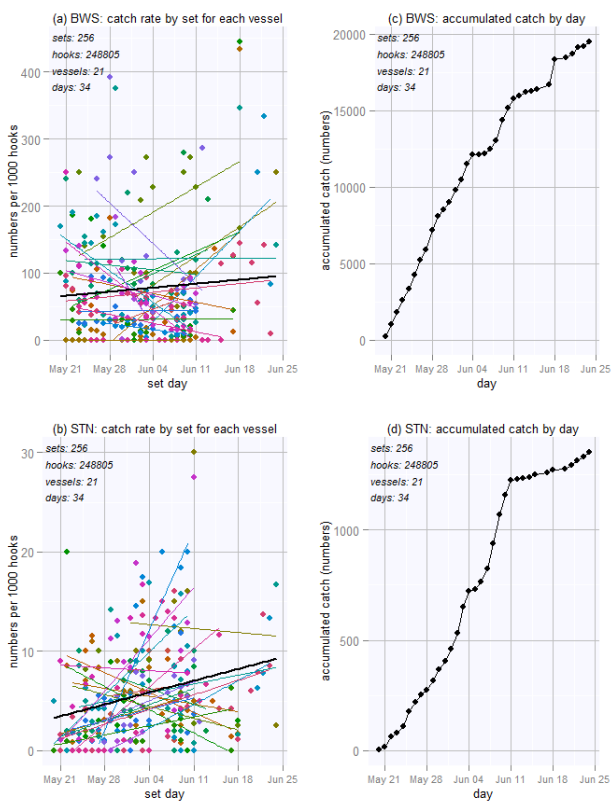 (a) BWS: catch rate by set for each vessel
sets: 256
hooks: 248805
vessels: 21
days: 34
numbers per 1000 hooks
400
300
200
100
0
May 21 May 28 Jun 04 Jun 11 Jun 18 Jun 25
set day
(c) BWS: accumulated catch by day
sets: 256
hooks: 248805
vessels: 21
days: 34
accumulated catch (numbers)
20000
15000
10000
5000
0
May 21 May 28 Jun 04 Jun 11 Jun 18 Jun 25
day
(b) STN: catch rate by set for each vessel
sets: 256
hooks: 248805
vessels: 21
days: 34
numbers per 1000 hooks
30
20
10
0
May 21 May 28 Jun 04 Jun 11 Jun 18 Jun 25
set day
(d) STN: accumulated catch by day
sets: 256
hooks: 248805
vessels: 21
days: 34
accumulated catch (numbers)
1000
500
0
May 21 May 28 Jun 04 Jun 11 Jun 18 Jun 25
day